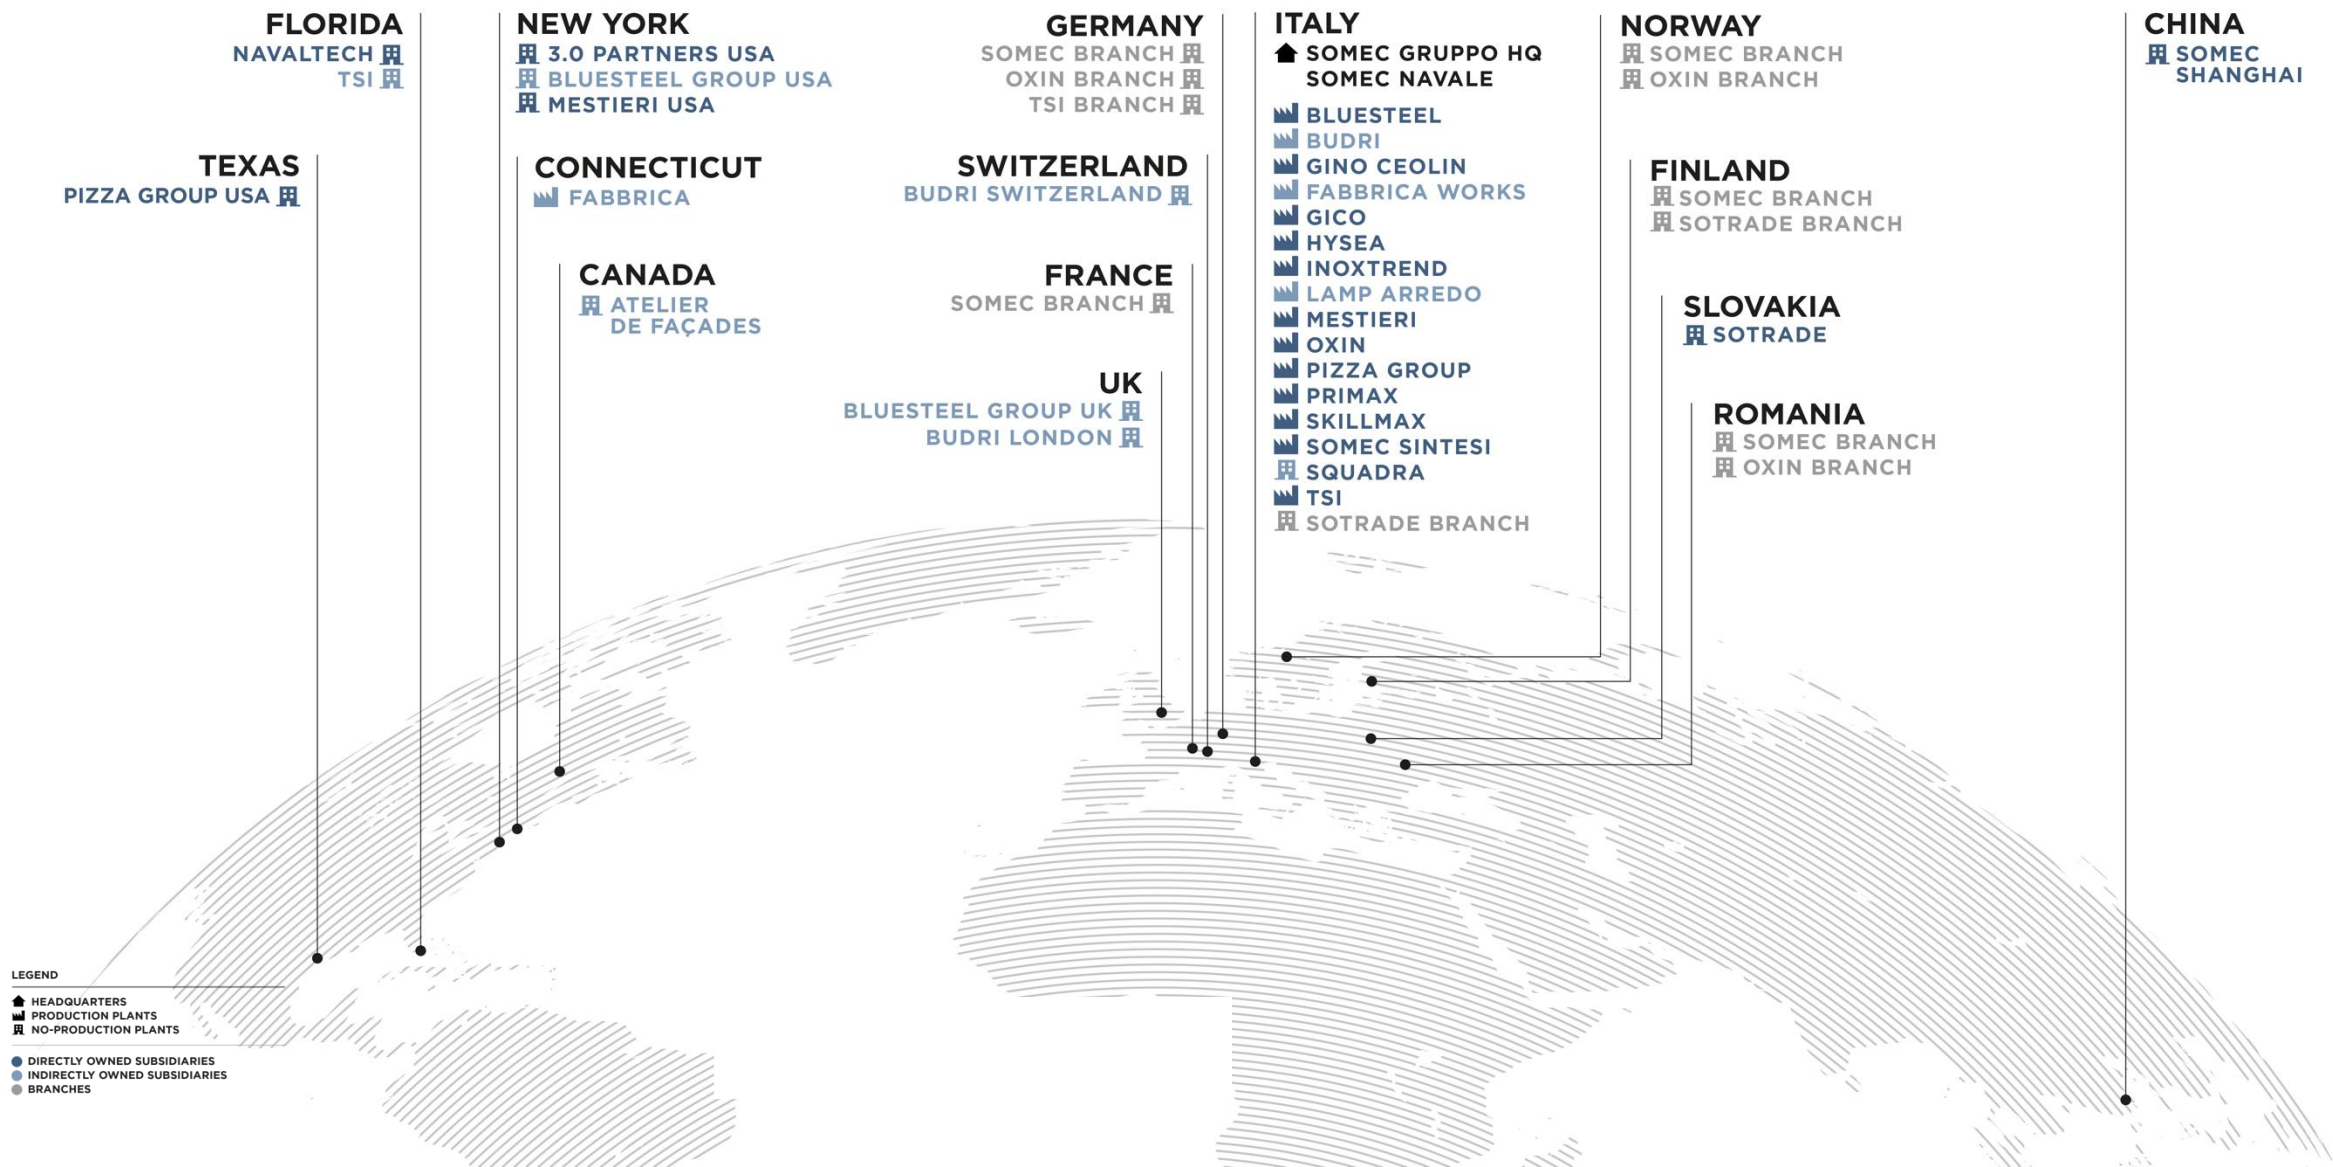 FLORIDA
NAVALTECH
TSI
NEW YORK
3.0 PARTNERS USA
BLUESTEEL GROUP USA
MESTIERI USA
GERMANY
SOMEC BRANCH
OXIN BRANCH
TSI BRANCH
ITALY
SOMEC GRUPPO HQ
SOMEC NAVALE
BLUESTEEL
BUDRI
GINO CEOLIN
FABBRICA WORKS
GICO
HYSEA
INOXTREND
LAMP ARREDO
MESTIERI
OXIN
PIZZA GROUP
PRIMAX
SKILLMAX
SOMEC SINTESI
SQUADRA
TSI
SOTRADE BRANCH
NORWAY
SOMEC BRANCH
OXIN BRANCH
CHINA
SOMEC
SHANGHAI
TEXAS
PIZZA GROUP USA
CONNECTICUT
FABBRICA
SWITZERLAND
BUDRI SWITZERLAND
FINLAND
SOMEC BRANCH
SOTRADE BRANCH
CANADA
ATELIER
DE FAÇADES
FRANCE
SOMEC BRANCH
SLOVAKIA
SOTRADE
UK
BLUESTEEL GROUP UK
BUDRI LONDON
ROMANIA
SOMEC BRANCH
OXIN BRANCH
LEGEND
HEADQUARTERS
PRODUCTION PLANTS
NO-PRODUCTION PLANTS
DIRECTLY OWNED SUBSIDIARIES
INDIRECTLY OWNED SUBSIDIARIES
BRANCHES